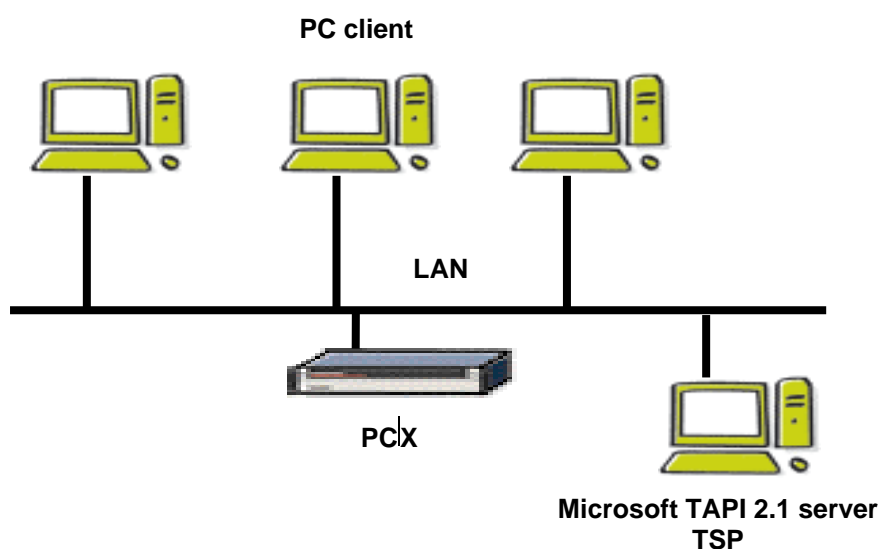 PC client
LAN
PCX
Microsoft TAPI 2.1 server
TSP